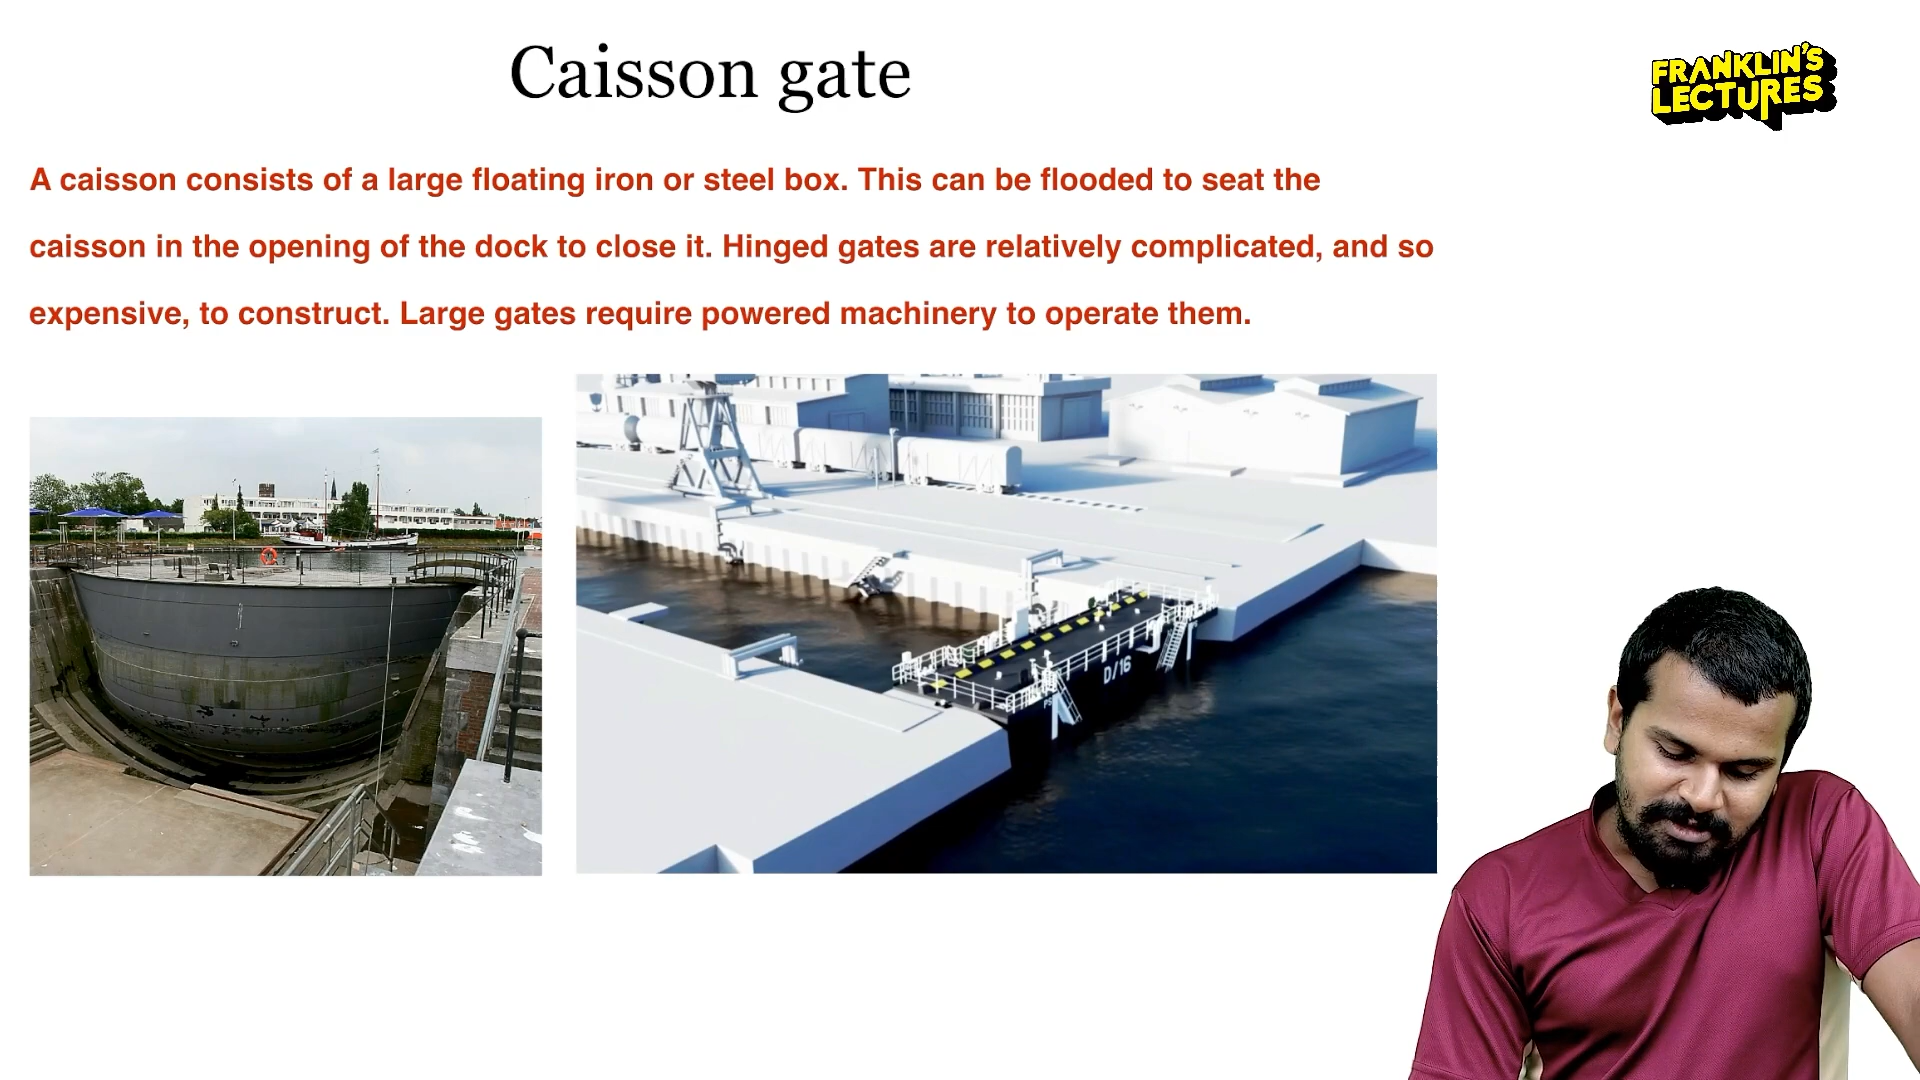 Caisson gate
FRANKLIN'S
LECTURES
A caisson consists of a large floating iron or steel box. This can be flooded to seat the
caisson in the opening of the dock to close it. Hinged gates are relatively complicated, and so
expensive, to construct. Large gates require powered machinery to operate them.
D/16